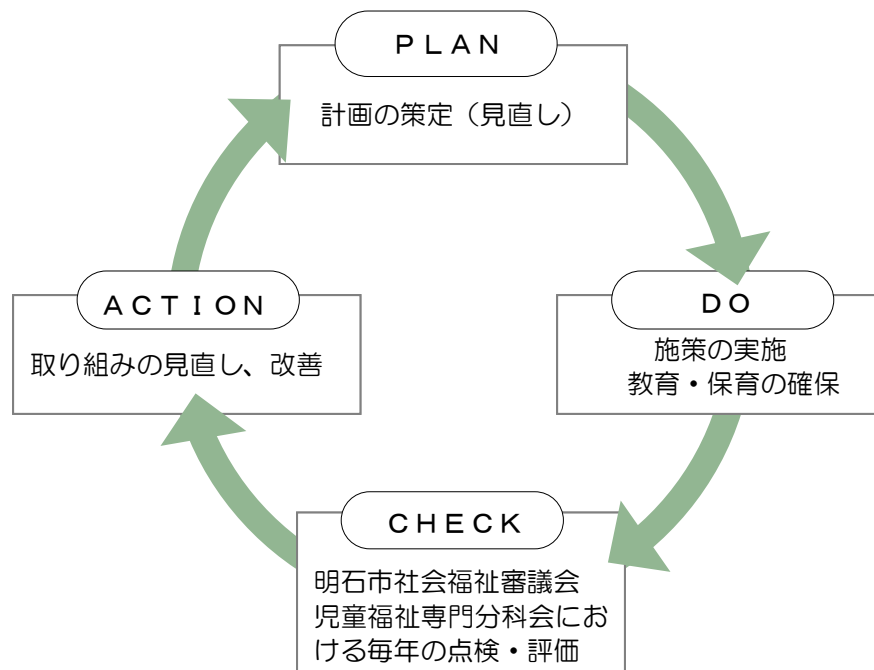 ＰＬＡＮ
計画の策定（見直し）
ＡＣＴＩＯＮ
取り組みの見直し、改善
ＤＯ
施策の実施
教育・保育の確保
ＣＨＥＣＫ
明石市社会福祉審議会
児童福祉専門分科会にお
ける毎年の点検・評価